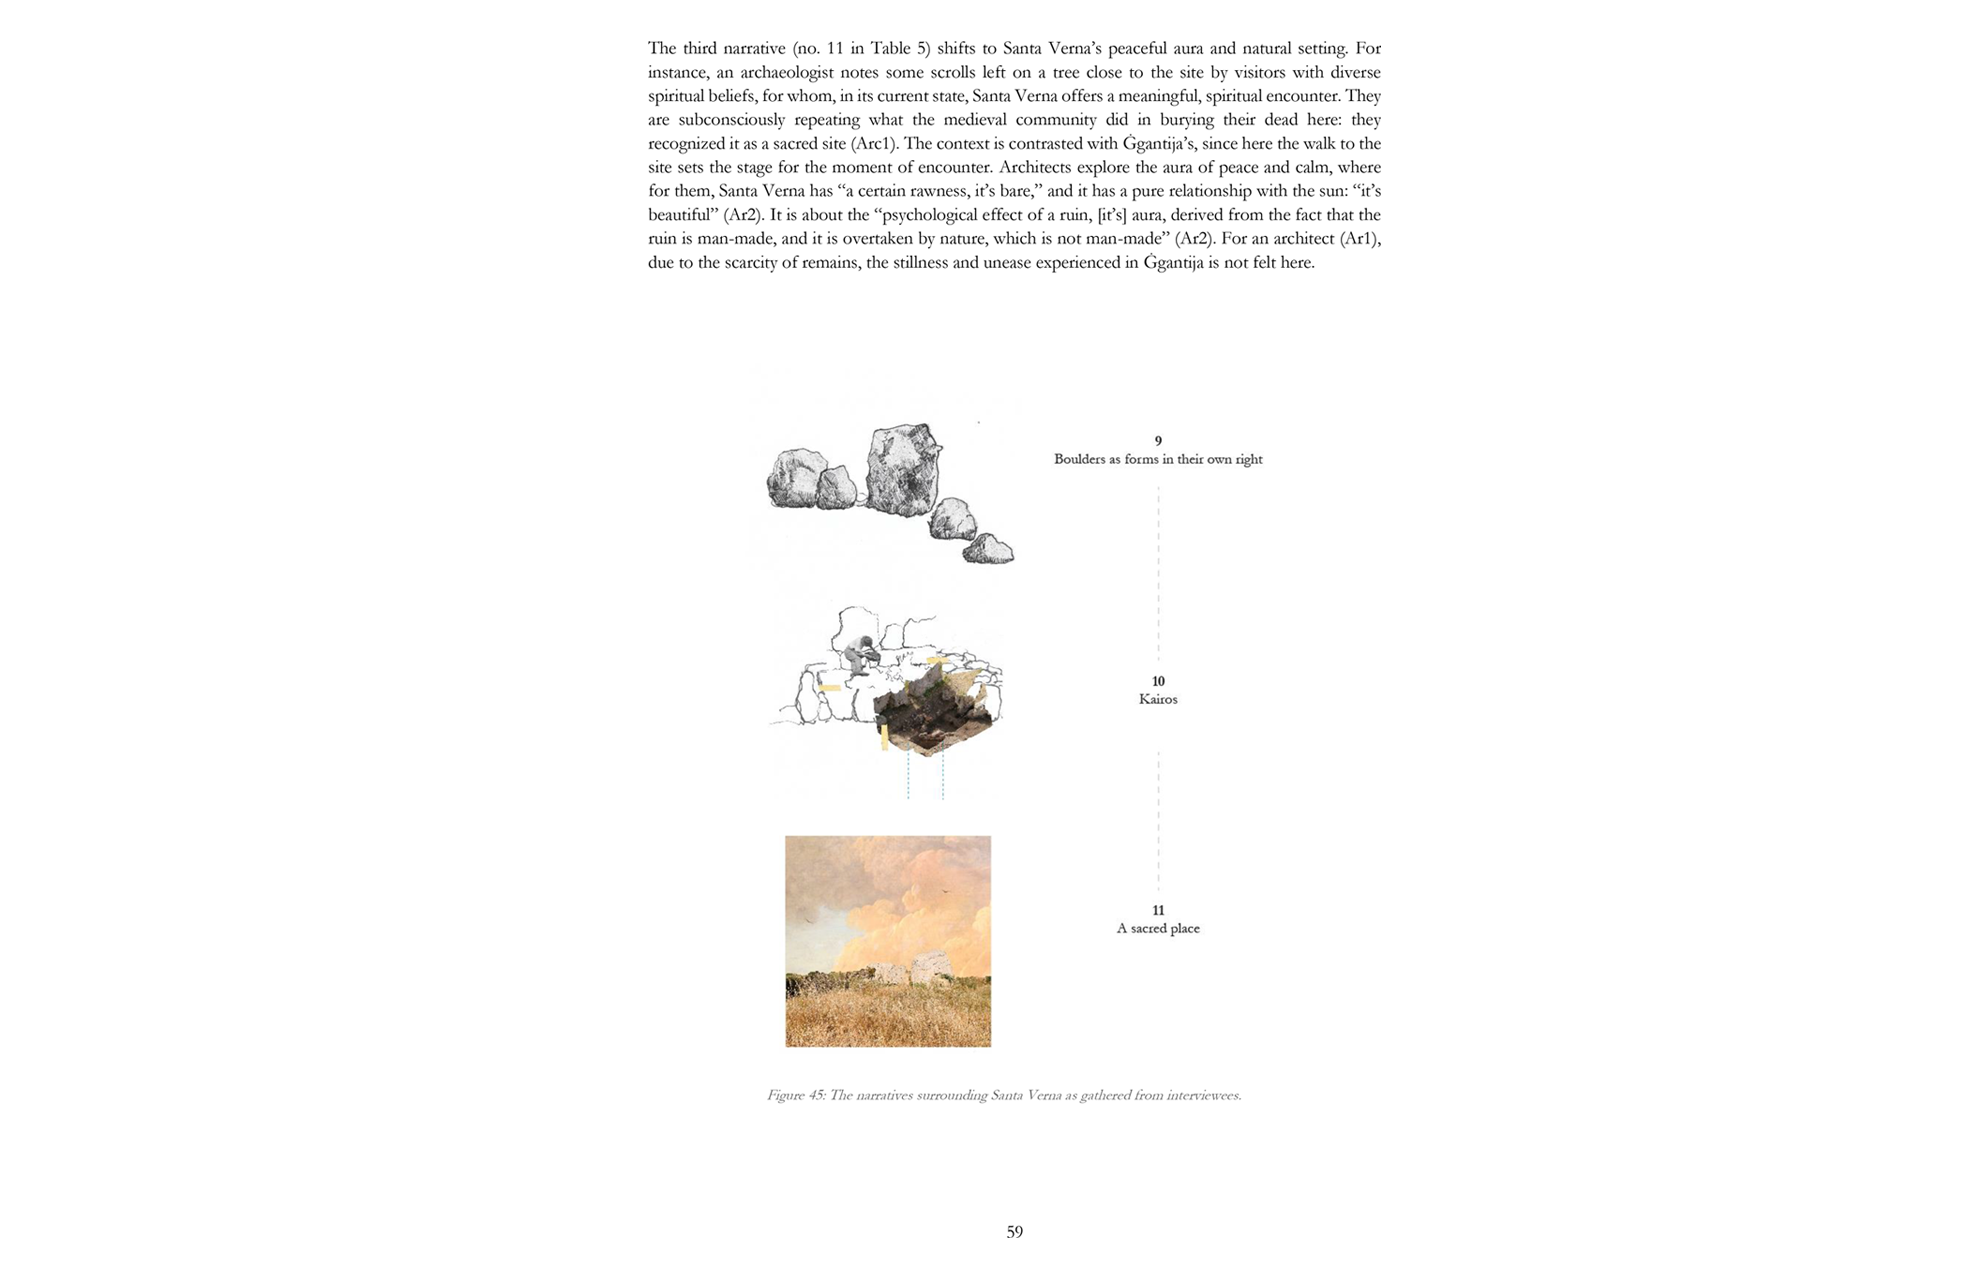 The third narrative (no. 11 in Table 5) shifts to Santa Verna’s peaceful aura and natural setting. For
instance, an archaeologist notes some scrolls left on a tree close to the site by visitors with diverse
spiritual beliefs, for whom, in its current state, Santa Verna offers a meaningful, spiritual encounter. They
are subconsciously repeating what the medieval community did in burying their dead here: they
recognized it as a sacred site (Arc1). The context is contrasted with Ġgantija’s, since here the walk to the
site sets the stage for the moment of encounter. Architects explore the aura of peace and calm, where
for them, Santa Verna has “a certain rawness, it’s bare,” and it has a pure relationship with the sun: “it’s
beautiful” (Ar2). It is about the “psychological effect of a ruin, [it’s] aura, derived from the fact that the
ruin is man-made, and it is overtaken by nature, which is not man-made” (Ar2). For an architect (Ar1),
due to the scarcity of remains, the stillness and unease experienced in Ġgantija is not felt here.
9
Boulders as forms in their own right
10
Kairos
11
A sacred place
Figure 45: The narratives surrounding Santa Verna as gathered from interviewees.
59